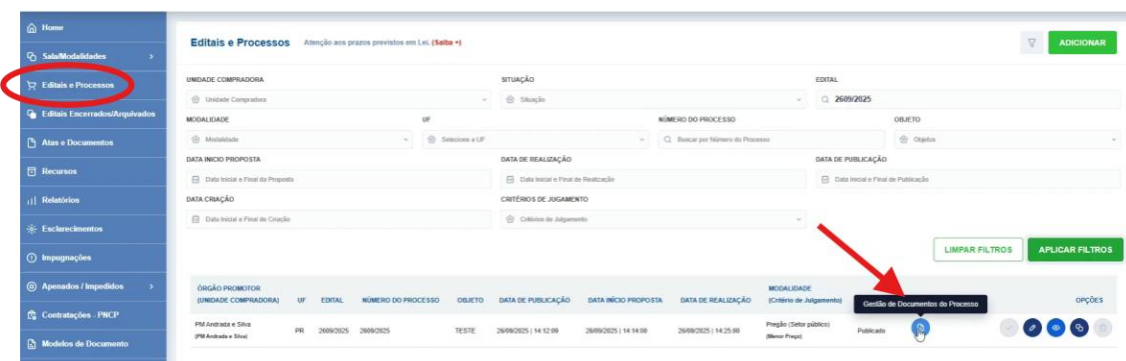 Home
Sala/Modalidades
Editais e Processos
Editais Encerrados/Arquivados
Atas e Documentos
Recursos
Relatórios
Esclarecimentos
Impugnações
Apenados / Impedidos
Contratações - PNCP
Modelos de Documento
Editais e Processos Atenção aos prazos previstos em Lei. (Saiba +)
ADICIONAR
UNIDADE COMPRADORA SITUAÇÃO EDITAL
Unidade Compradora Situação 2609/2025
MODALIDADE UF NÚMERO DO PROCESSO OBJETO
Modalidade Selecione a UF Buscar por Número do Processo Objetos
DATA INICIO PROPOSTA DATA DE REALIZAÇÃO DATA DE PUBLICAÇÃO
Data Inicial e Final da Proposta Data Inicial e Final de Realização Data Inicial e Final de Publicação
DATA CRIAÇÃO CRITÉRIOS DE JULGAMENTO
Data Inicial e Final de Criação Critérios de Julgamento
LIMPAR FILTROS APLICAR FILTROS
ÓRGÃO PROMOTOR MODALIDADE
(UNIDADE COMPRADORA) UF EDITAL NÚMERO DO PROCESSO OBJETO DATA DE PUBLICAÇÃO DATA INÍCIO PROPOSTA DATA DE REALIZAÇÃO (Critério de Julgamento) OPÇÕES
Gestão de Documentos do Processo
PM Andrada e Silva Pregão (Setor público)
PR 2609/2025 2609/2025 TESTE 26/09/2025 | 14:12:09 26/09/2025 | 14:14:00 26/09/2025 | 14:25:00 Publicado
(PM Andrada e Silva) (Menor Preço)